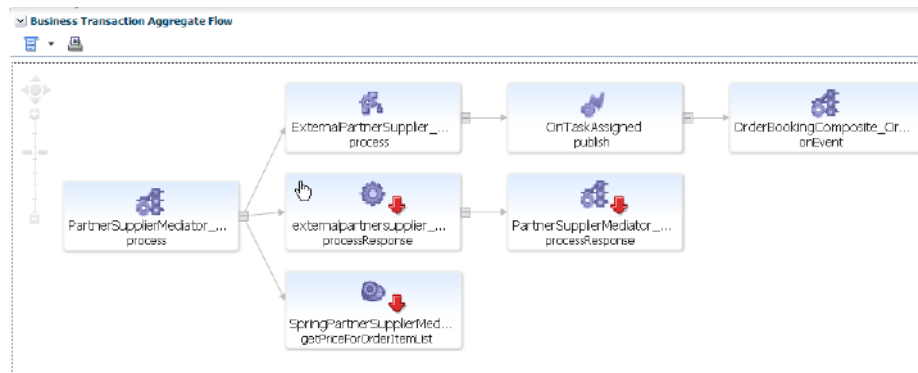 Business Transaction Aggregate Flow
ExternalPartnerSupplier_...
process
OnTaskAssigned
publish
OrderBookingComposite_Or...
onEvent
PartnerSupplierMediator_...
process
externalpartnersupplier_...
processResponse
PartnerSupplierMediator_...
processResponse
SpringPartnerSupplierMed...
getPriceForOrderItemList